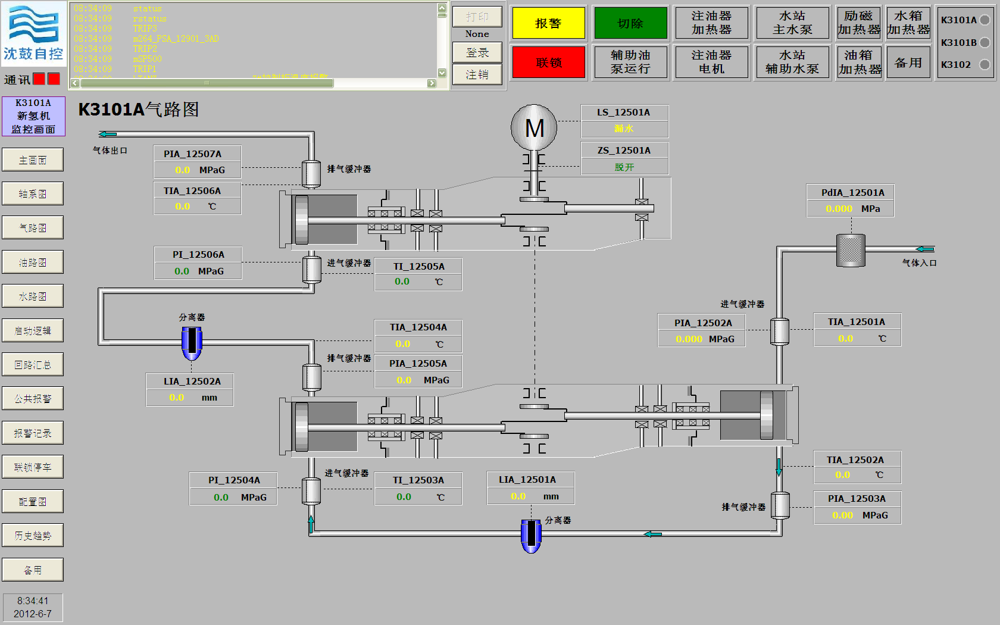 沈鼓自控
通讯
08:34:09 status
08:34:09 rstatus
08:34:09 TRIP3
08:34:09 m264_PSA_12901_3AD
08:34:09 TRIP2
08:34:09 mSP500
08:34:09 TRIP1
打印
None
登录
注销
报警
联锁
切除
辅助油
泵运行
注油器
加热器
注油器
电机
水站
主水泵
水站
辅助水泵
励磁
加热器
油箱
加热器
水箱
加热器
备用
K3101A
K3101B
K3102
K3101A
新氢机
监控画面
主画面
轴系图
气路图
油路图
水路图
启动逻辑
回路汇总
公共报警
报警记录
联锁停车
配置图
历史趋势
备用
8:34:41
2012-6-7
K3101A气路图
气体出口
PIA_12507A
0.0 MPaG
排气缓冲器
TIA_12506A
0.0 ℃
M
LS_12501A
漏水
ZS_12501A
脱开
PdIA_12501A
0.000 MPa
气体入口
PI_12506A
0.0 MPaG
进气缓冲器
TI_12505A
0.0 ℃
分离器
LIA_12502A
0.0 mm
TIA_12504A
0.0 ℃
排气缓冲器
PIA_12505A
0.0 MPaG
进气缓冲器
PIA_12502A
0.000 MPaG
TIA_12501A
0.0 ℃
PI_12504A
0.0 MPaG
进气缓冲器
TI_12503A
0.0 ℃
LIA_12501A
0.0 mm
分离器
TIA_12502A
0.0 ℃
排气缓冲器
PIA_12503A
0.00 MPaG